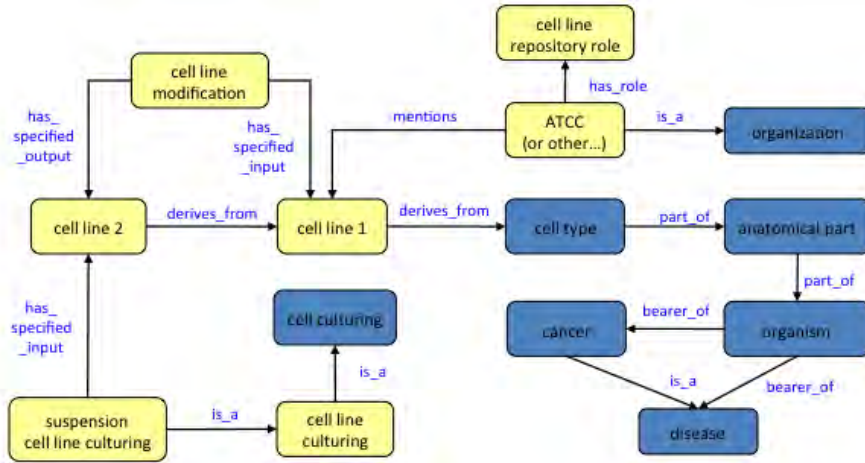 cell line
repository role
cell line
modification
has_role
has_
specified
_output
has_
specified
_input
mentions
ATCC
(or other...)
is_a
organization
cell line 2
derives_from
cell line 1
derives_from
cell type
part_of
anatomical part
part_of
has_
specified
_input
cell culturing
cancer
bearer_of
organism
is_a
is_a
bearer_of
suspension
cell line culturing
is_a
cell line
culturing
disease